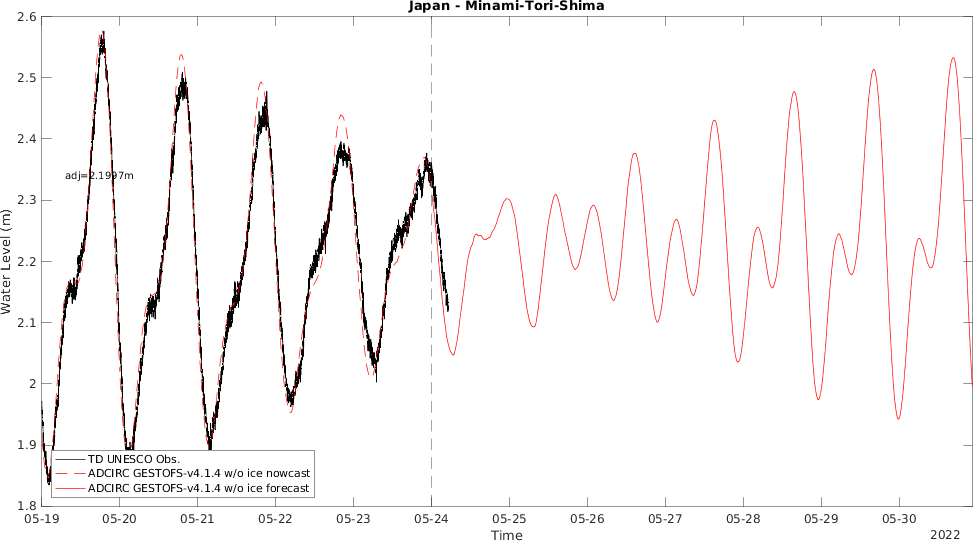 Japan - Minami-Tori-Shima
2.6
2.5
2.4
2.3
2.2
2.1
2
1.9
1.8
Water Level (m)
adj=2.1997m
TD UNESCO Obs.
ADCIRC GESTOFS-v4.1.4 w/o ice nowcast
ADCIRC GESTOFS-v4.1.4 w/o ice forecast
05-19 05-20 05-21 05-22 05-23 05-24 05-25 05-26 05-27 05-28 05-29 05-30
Time
2022